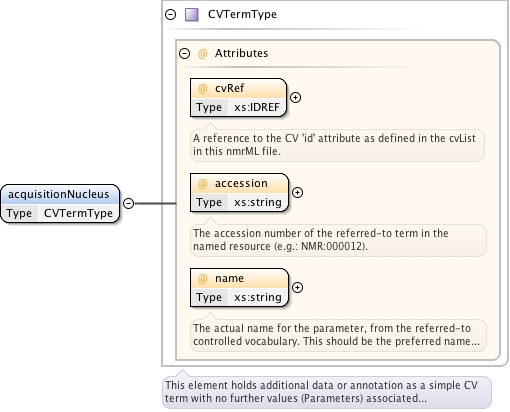 CVTermType
@ Attributes
@ cvRef
Type xs:IDREF
A reference to the CV 'id' attribute as defined in the cvList
in this nmrML file.
acquisitionNucleus
Type CVTermType
@ accession
Type xs:string
The accession number of the referred-to term in the
named resource (e.g.: NMR:000012).
@ name
Type xs:string
The actual name for the parameter, from the referred-to
controlled vocabulary. This should be the preferred name...
This element holds additional data or annotation as a simple CV
term with no further values (Parameters) associated...